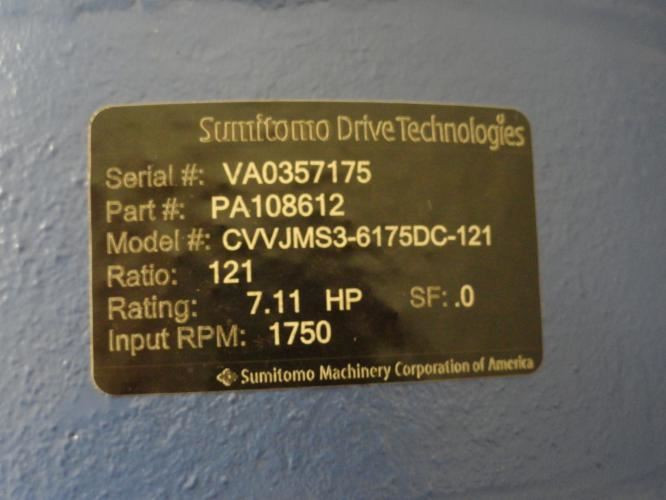 Sumitomo Drive Technologies
Serial #: VA0357175
Part #: PA108612
Model #: CVVJMS3-6175DC-121
Ratio: 121
Rating: 7.11 HP SF: .0
Input RPM: 1750
Sumitomo Machinery Corporation of America